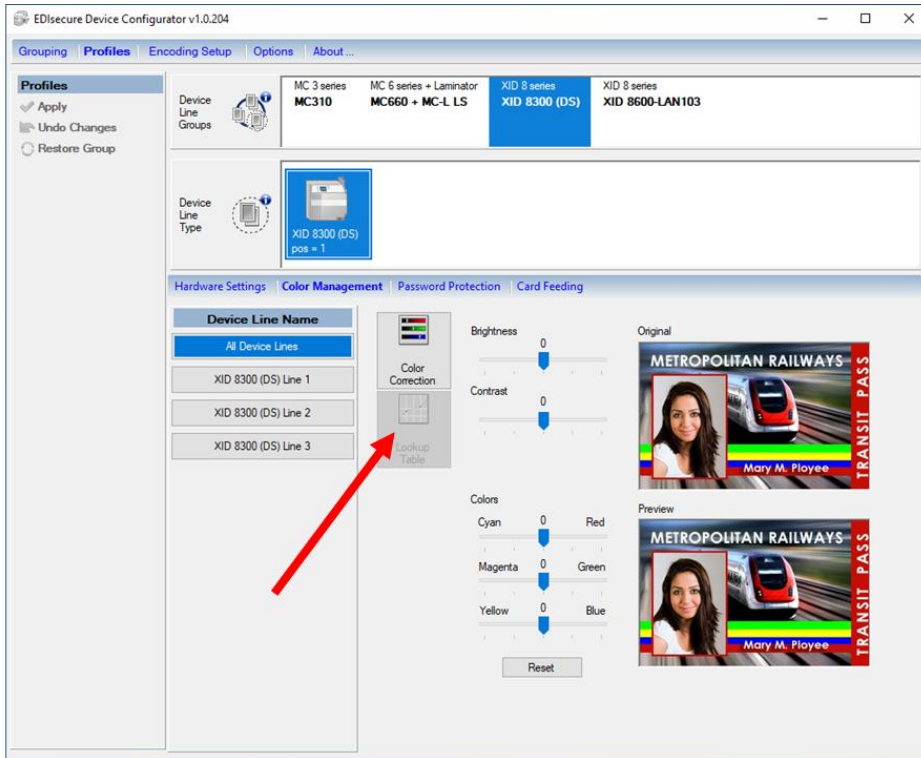 EDIsecure Device Configurator v1.0.204
Grouping Profiles Encoding Setup Options About ...
Profiles
Apply
Undo Changes
Restore Group
Device Line Groups
MC 3 series
MC310
MC 6 series + Laminator
MC660 + MC-L LS
XID 8 series
XID 8300 (DS)
XID 8 series
XID 8600-LAN103
Device Line Type
XID 8300 (DS)
pos = 1
Hardware Settings Color Management Password Protection Card Feeding
Device Line Name
All Device Lines
XID 8300 (DS) Line 1
XID 8300 (DS) Line 2
XID 8300 (DS) Line 3
Color Correction
Lookup Table
Brightness
0
Contrast
0
Colors
Cyan 0 Red
Magenta 0 Green
Yellow 0 Blue
Reset
Original
METROPOLITAN RAILWAYS
TRANSIT PASS
Mary M. Ployee
Preview
METROPOLITAN RAILWAYS
TRANSIT PASS
Mary M. Ployee